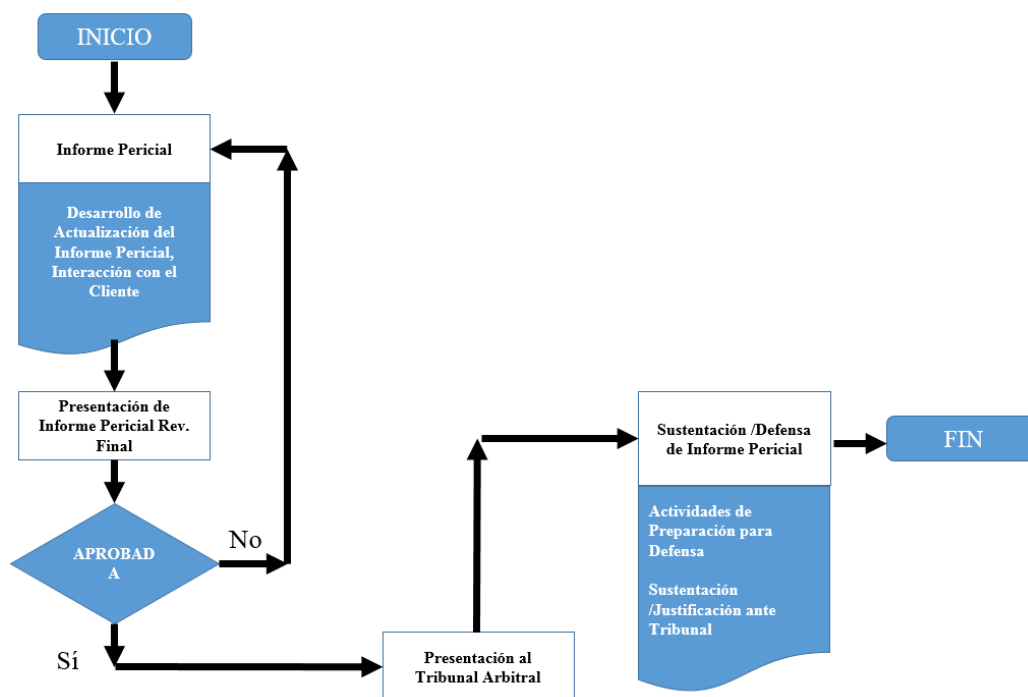 INICIO
Informe Pericial
Desarrollo de
Actualización del
Informe Pericial,
Interacción con el
Cliente
Presentación de
Informe Pericial Rev.
Final
APROBAD
A
No
Sí
Presentación al
Tribunal Arbitral
Sustentación /Defensa
de Informe Pericial
Actividades de
Preparación para
Defensa
Sustentación
/Justificación ante
Tribunal
FIN